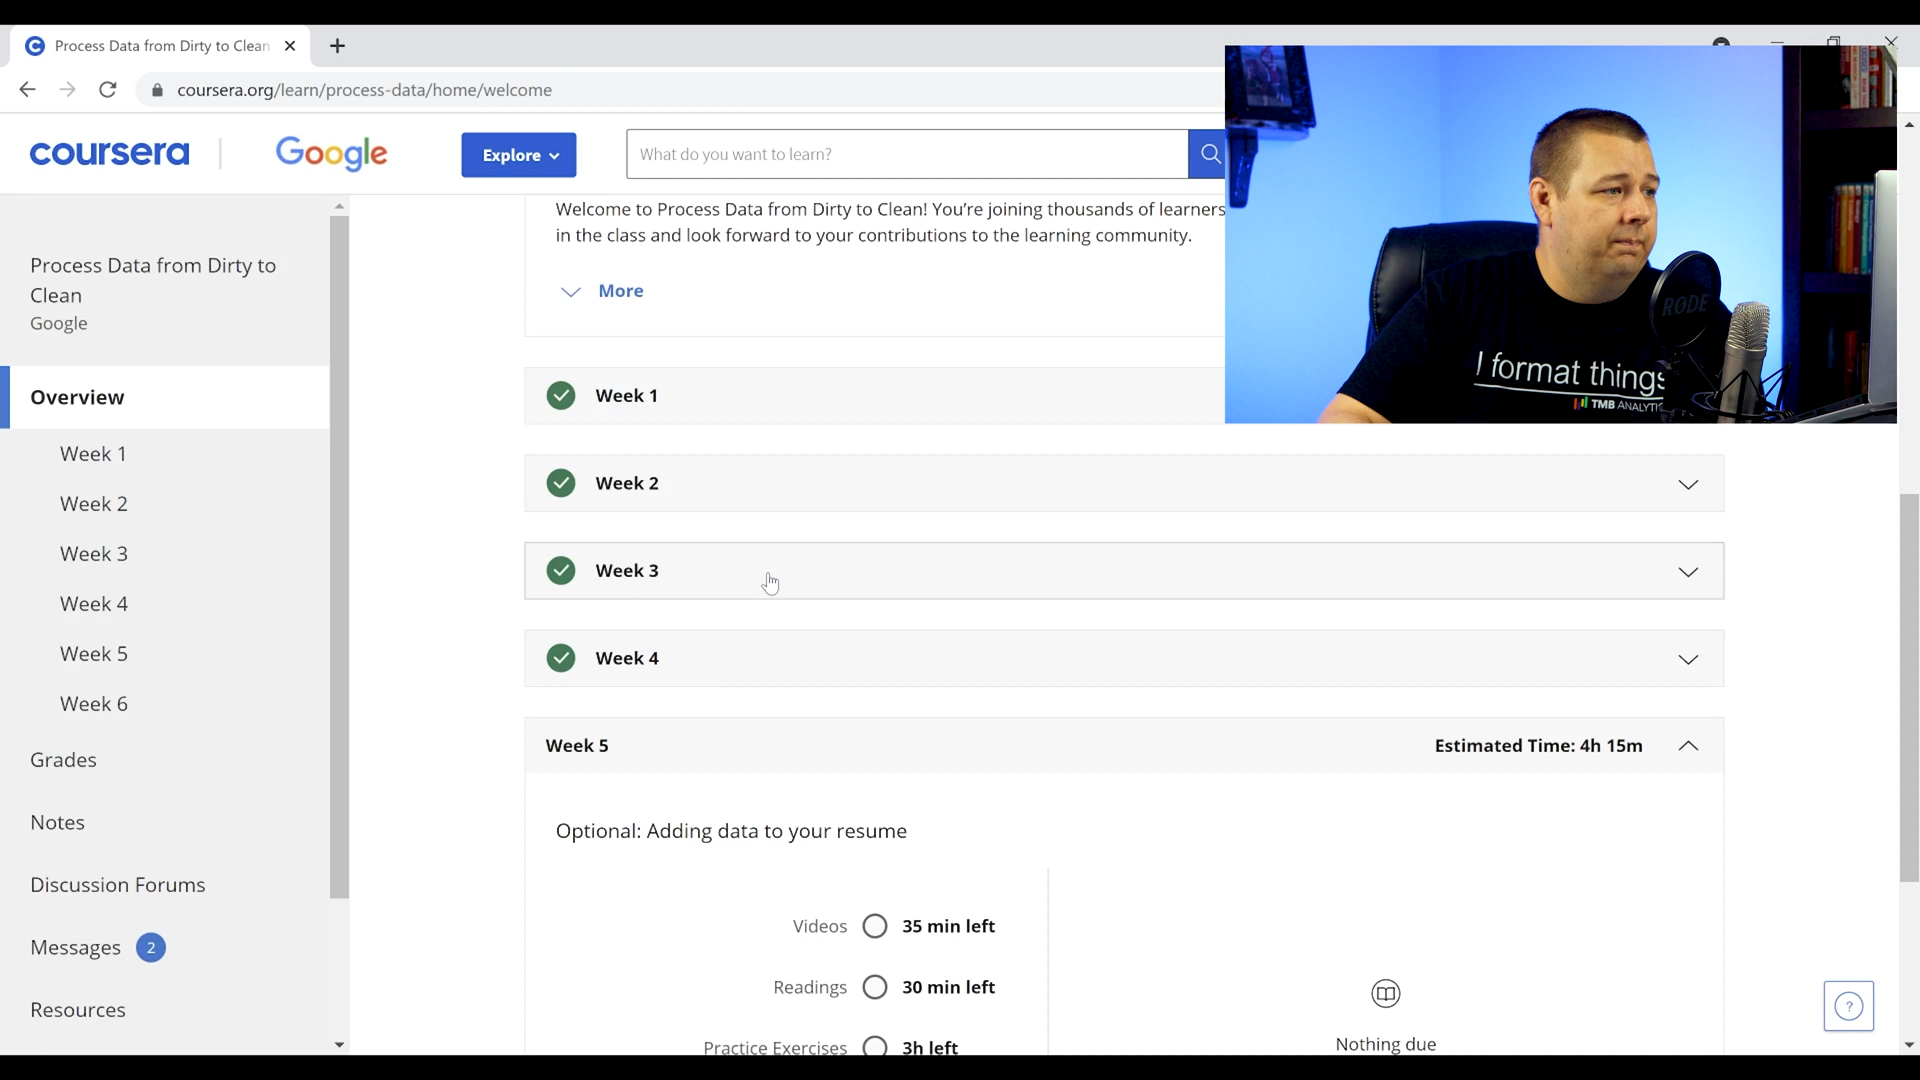 Process Data from Dirty to Clean
coursera.org/learn/process-data/home/welcome
coursera
Google
Explore
What do you want to learn?
Process Data from Dirty to
Clean
Google
Overview
Week 1
Week 2
Week 3
Week 4
Week 5
Week 6
Grades
Notes
Discussion Forums
Messages 2
Resources
Welcome to Process Data from Dirty to Clean! You're joining thousands of learners
in the class and look forward to your contributions to the learning community.
More
Week 1
Week 2
Week 3
Week 4
Week 5 Estimated Time: 4h 15m
Optional: Adding data to your resume
Videos 35 min left
Readings 30 min left
Practice Exercises 3h left
Nothing due
?
RØDE
I format things
TMB ANALYTIC